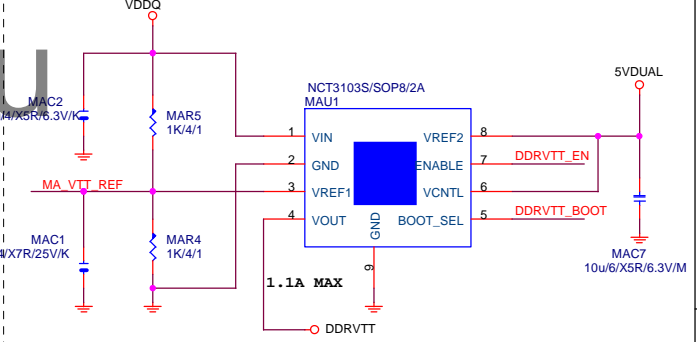 VDDQ
u
NCT3103S/SOP8/2A
MAU1
5VDUAL
MAC2
/4/X5R/6.3V/K
MAR5
1K/4/1
1 VIN VREF2 8
2 GND ENABLE 7 DDRVTT_EN
MA_VTT_REF 3 VREF1 VCNTL 6
4 VOUT BOOT_SEL 5 DDRVTT_BOOT
GND
9
MAC1
/X7R/25V/K
MAR4
1K/4/1
MAC7
10u/6/X5R/6.3V/M
1.1A MAX
DDRVTT